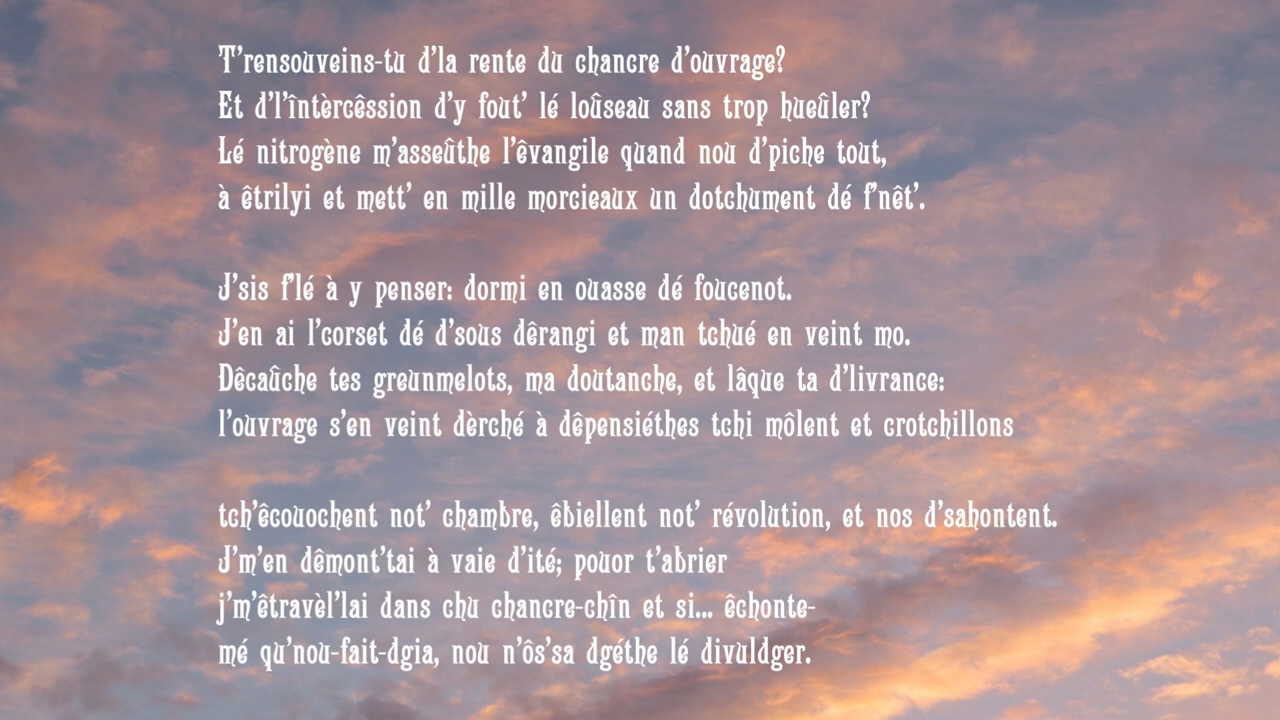 T'rensouveins-tu d'la rente du chancre d'ouvrage?
Et d'l'întèrcêssion d'y fout' lé loûseau sans trop hueûler?
Lé nitrogène m'asseûthe l'êvangile quand nou d'piche tout,
à êtrilyi et mett' en mille morcieaux un dotchument dé f'nêt'.

J'sis f'lé à y penser: dormi en ouasse dé foucenot.
J'en ai l'corset dé d'sous dêrangi et man tchué en veint mo.
Dêcaûche tes greunmelots, ma doutanche, et lâque ta d'livrance:
l'ouvrage s'en veint dèrché à dêpensiéthes tchi môlent et crotchillons

tch'êcouochent not' chambre, êbiellent not' révolution, et nos d'sahontent.
J'm'en dêmont'tai à vaie d'ité; pouor t'abrier
j'm'êtravèl'lai dans chu chancre-chîn et si... êchonte-
mé qu'nou-fait-dgia, nou n'ôs'sa dgéthe lé divuldger.